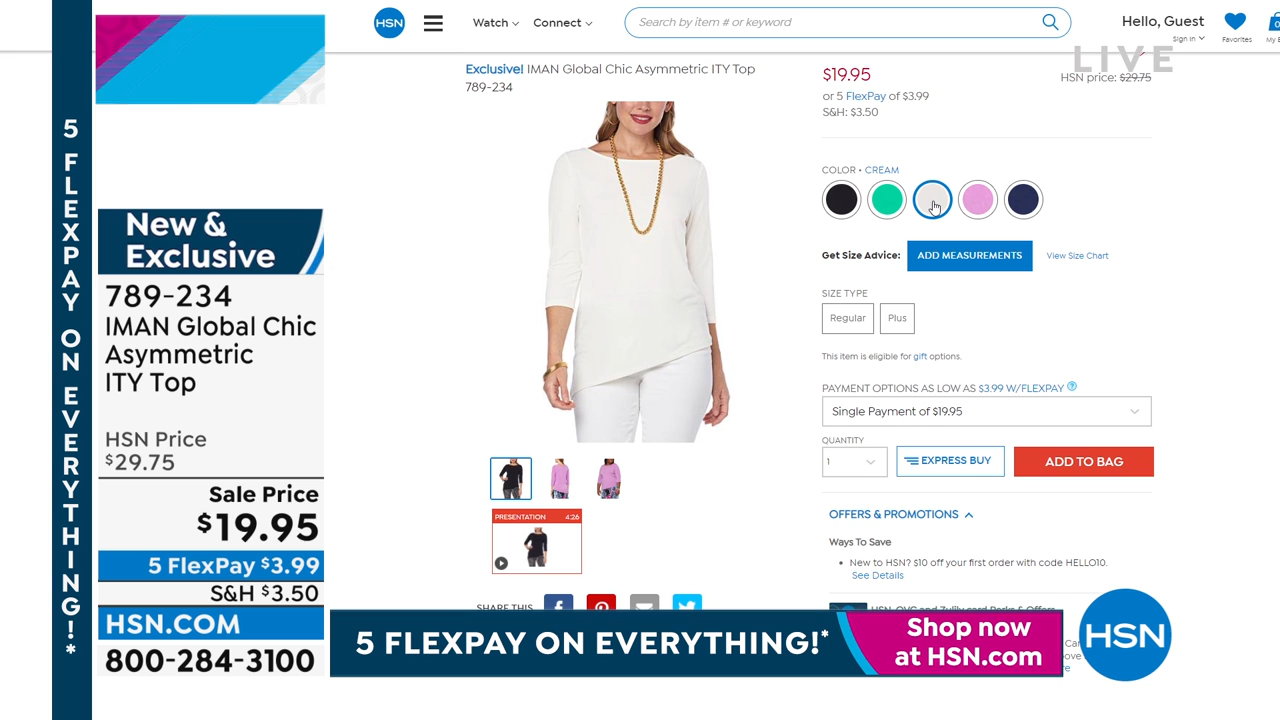 5 FLEXPAY ON EVERYTHING!*
New &
Exclusive
789-234
IMAN Global Chic
Asymmetric
ITY Top
HSN Price
$29.75
Sale Price
$19.95
5 FlexPay $3.99
S&H $3.50
HSN.COM
800-284-3100
HSN
Watch
Connect
Search by item # or keyword
Hello, Guest
Sign In
Favorites
LIVE
Exclusive! IMAN Global Chic Asymmetric ITY Top
789-234
$19.95
HSN price: $29.75
or 5 FlexPay of $3.99
S&H: $3.50
COLOR • CREAM
Get Size Advice:
ADD MEASUREMENTS
View Size Chart
SIZE TYPE
Regular
Plus
This item is eligible for gift options.
PAYMENT OPTIONS AS LOW AS $3.99 W/FLEXPAY
Single Payment of $19.95
QUANTITY
1
EXPRESS BUY
ADD TO BAG
PRESENTATION 4:26
OFFERS & PROMOTIONS
Ways To Save
• New to HSN? $10 off your first order with code HELLO10.
See Details
SHARE THIS
5 FLEXPAY ON EVERYTHING!*
Shop now
at HSN.com
HSN